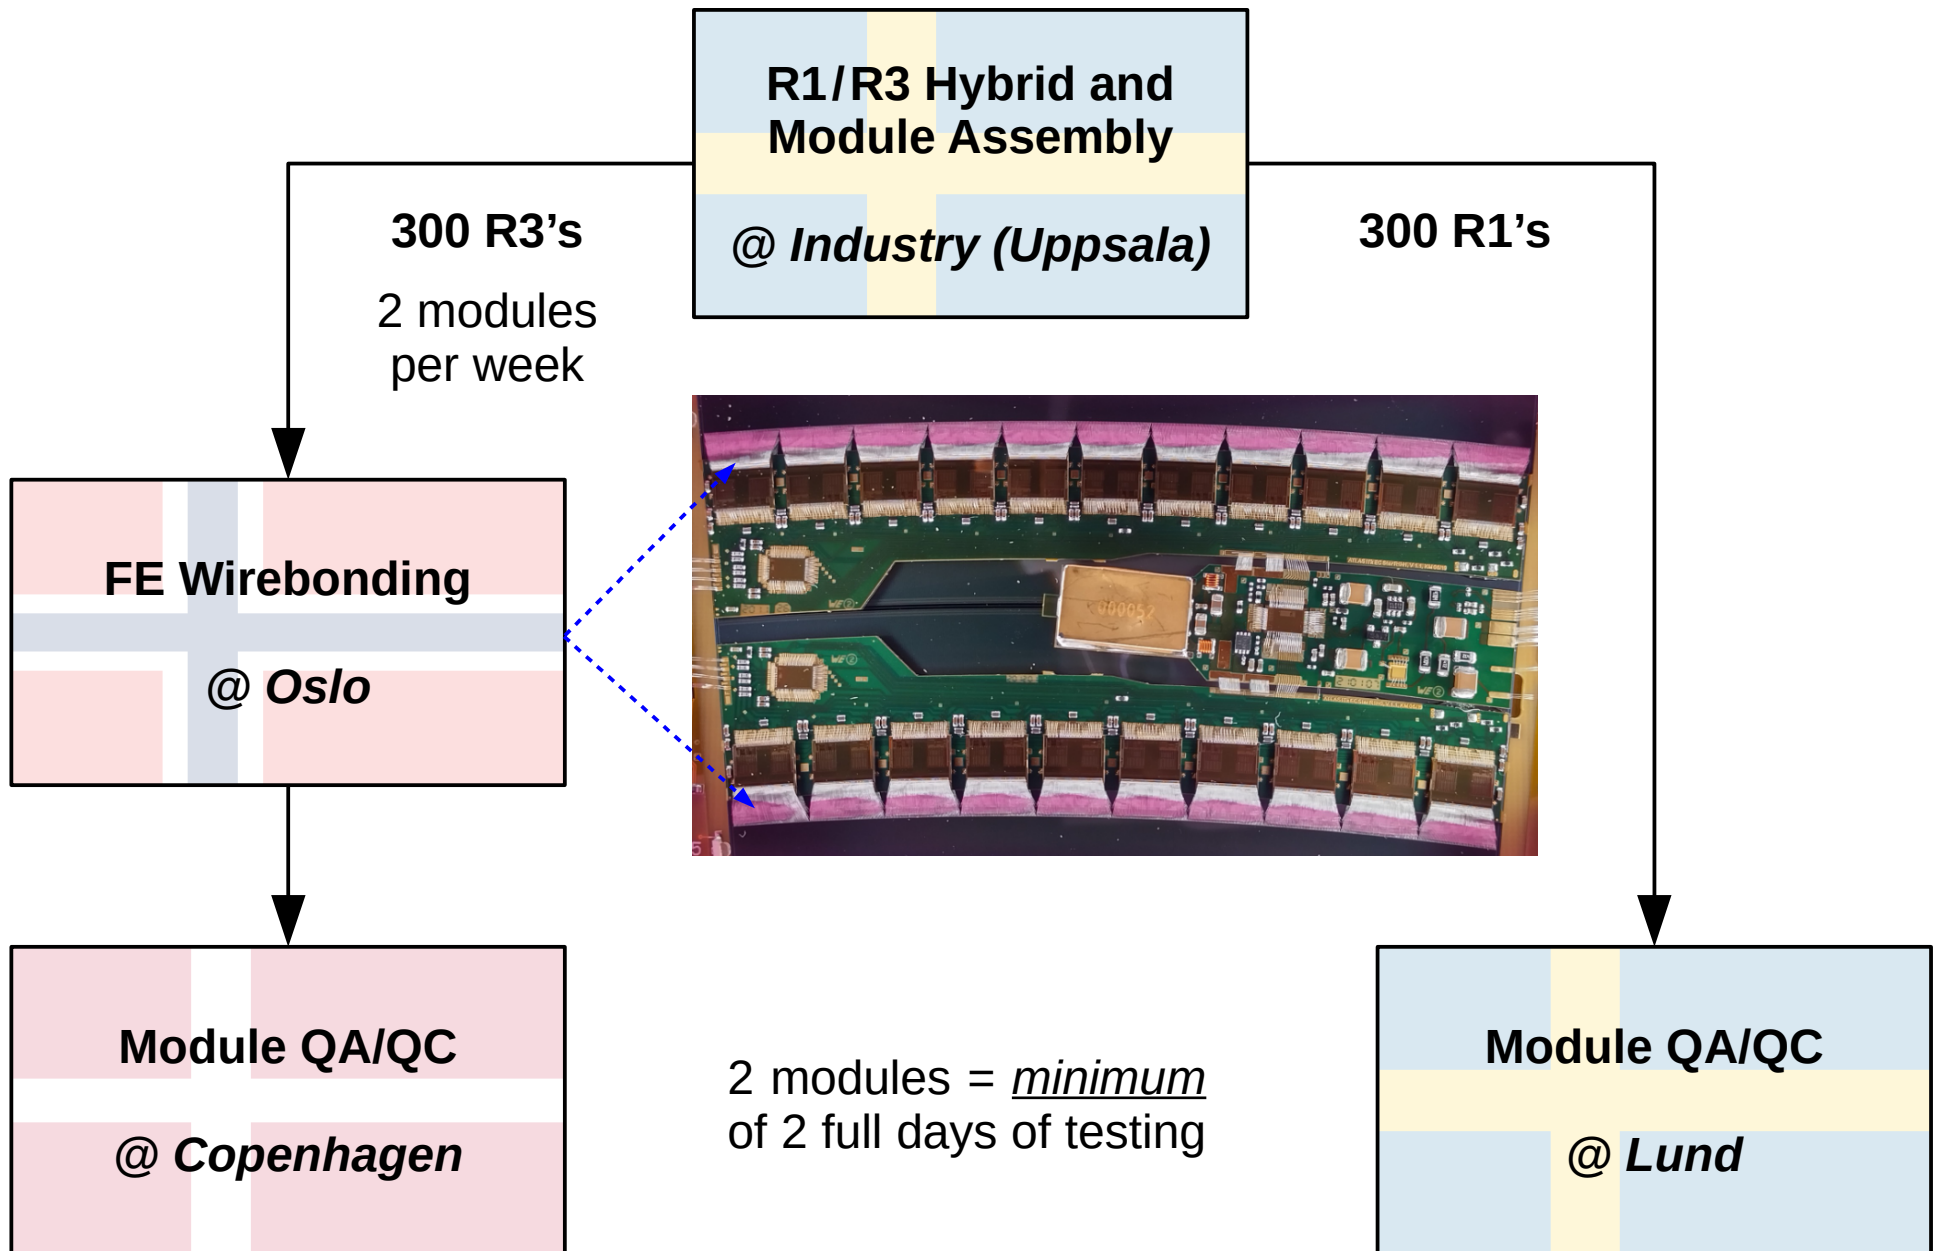 R1/R3 Hybrid and
Module Assembly
@ Industry (Uppsala)
300 R3’s
2 modules
per week
300 R1’s
FE Wirebonding
@ Oslo
000052
Module QA/QC
@ Copenhagen
2 modules = minimum
of 2 full days of testing
Module QA/QC
@ Lund